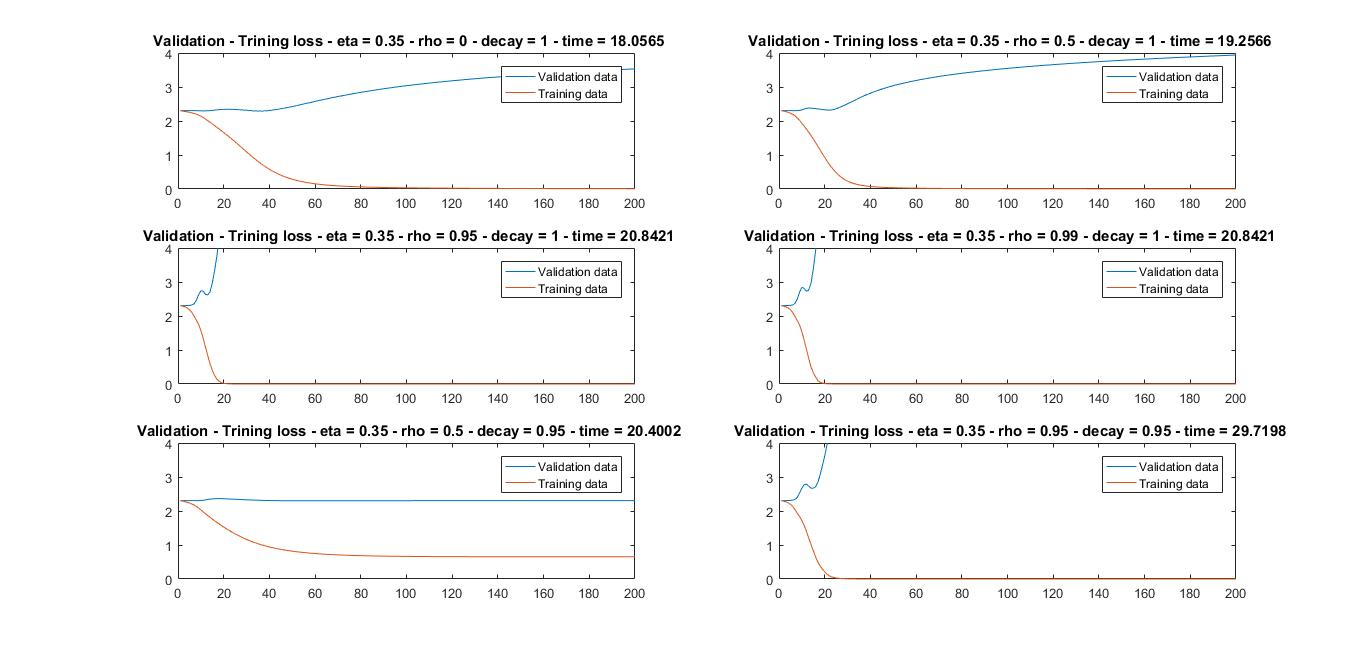 Validation - Trining loss - eta = 0.35 - rho = 0 - decay = 1 - time = 18.0565
4
3
2
1
0
Validation data
Training data
0 20 40 60 80 100 120 140 160 180 200
Validation - Trining loss - eta = 0.35 - rho = 0.5 - decay = 1 - time = 19.2566
4
3
2
1
0
Validation data
Training data
0 20 40 60 80 100 120 140 160 180 200
Validation - Trining loss - eta = 0.35 - rho = 0.95 - decay = 1 - time = 20.8421
4
3
2
1
0
Validation data
Training data
0 20 40 60 80 100 120 140 160 180 200
Validation - Trining loss - eta = 0.35 - rho = 0.99 - decay = 1 - time = 20.8421
4
3
2
1
0
Validation data
Training data
0 20 40 60 80 100 120 140 160 180 200
Validation - Trining loss - eta = 0.35 - rho = 0.5 - decay = 0.95 - time = 20.4002
4
3
2
1
0
Validation data
Training data
0 20 40 60 80 100 120 140 160 180 200
Validation - Trining loss - eta = 0.35 - rho = 0.95 - decay = 0.95 - time = 29.7198
4
3
2
1
0
Validation data
Training data
0 20 40 60 80 100 120 140 160 180 200